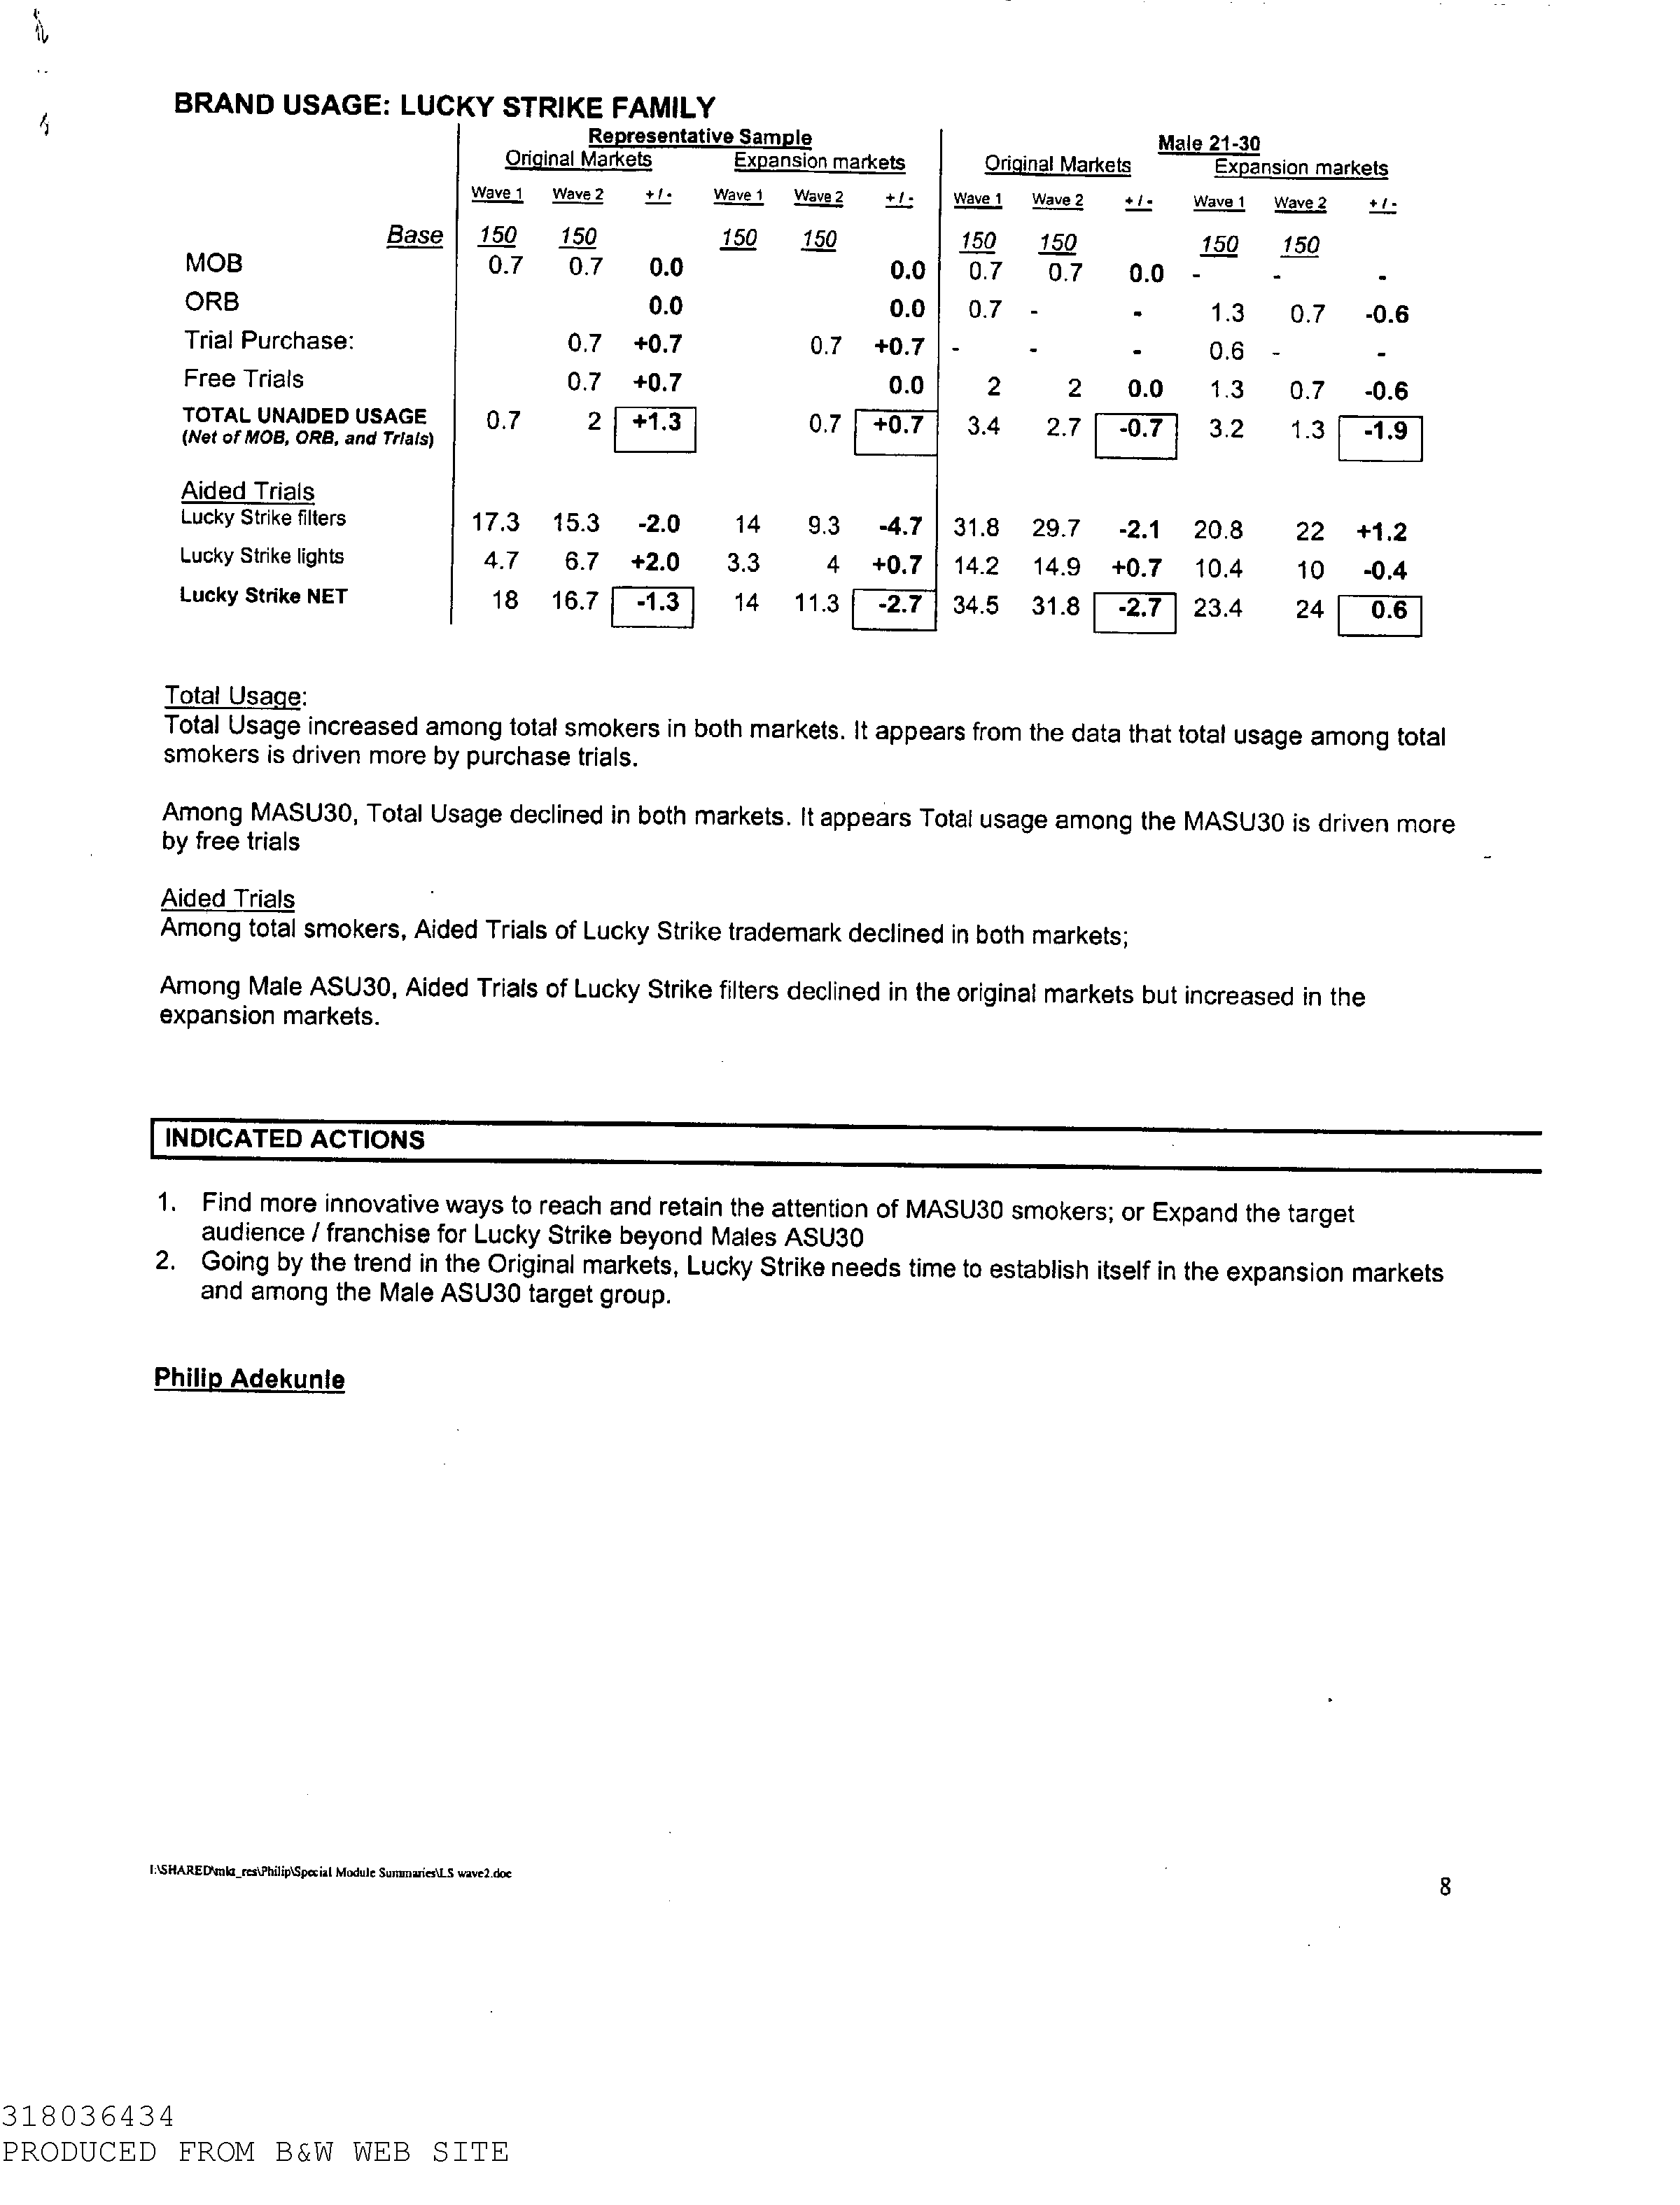 BRAND USAGE: LUCKY STRIKE FAMILY
Representative Sample Male 21-30
Original Markets Expansion markets Original Markets Expansion markets
Wave 1 Wave 2 + / - Wave 1 Wave 2 + / - Wave 1 Wave 2 + / - Wave 1 Wave 2 + / -
Base 150 150 150 150 150 150 150 150
MOB 0.7 0.7 0.0 0.0 0.7 0.7 0.0 - - -
ORB 0.0 0.0 0.7 - - 1.3 0.7 -0.6
Trial Purchase: 0.7 +0.7 0.7 +0.7 - - - 0.6 - -
Free Trials 0.7 +0.7 0.0 2 2 0.0 1.3 0.7 -0.6
TOTAL UNAIDED USAGE 0.7 2 +1.3 0.7 +0.7 3.4 2.7 -0.7 3.2 1.3 -1.9
(Net of MOB, ORB, and Trials)
Aided Trials
Lucky Strike filters 17.3 15.3 -2.0 14 9.3 -4.7 31.8 29.7 -2.1 20.8 22 +1.2
Lucky Strike lights 4.7 6.7 +2.0 3.3 4 +0.7 14.2 14.9 +0.7 10.4 10 -0.4
Lucky Strike NET 18 16.7 -1.3 14 11.3 -2.7 34.5 31.8 -2.7 23.4 24 0.6
Total Usage:
Total Usage increased among total smokers in both markets. It appears from the data that total usage among total
smokers is driven more by purchase trials.
Among MASU30, Total Usage declined in both markets. It appears Total usage among the MASU30 is driven more
by free trials
Aided Trials
Among total smokers, Aided Trials of Lucky Strike trademark declined in both markets;
Among Male ASU30, Aided Trials of Lucky Strike filters declined in the original markets but increased in the
expansion markets.
INDICATED ACTIONS
1. Find more innovative ways to reach and retain the attention of MASU30 smokers; or Expand the target
audience / franchise for Lucky Strike beyond Males ASU30
2. Going by the trend in the Original markets, Lucky Strike needs time to establish itself in the expansion markets
and among the Male ASU30 target group.
Philip Adekunle
I:\SHARED\mkt_res\Philip\Special Module Summaries\LS wave2.doc
8
318036434
PRODUCED FROM B&W WEB SITE